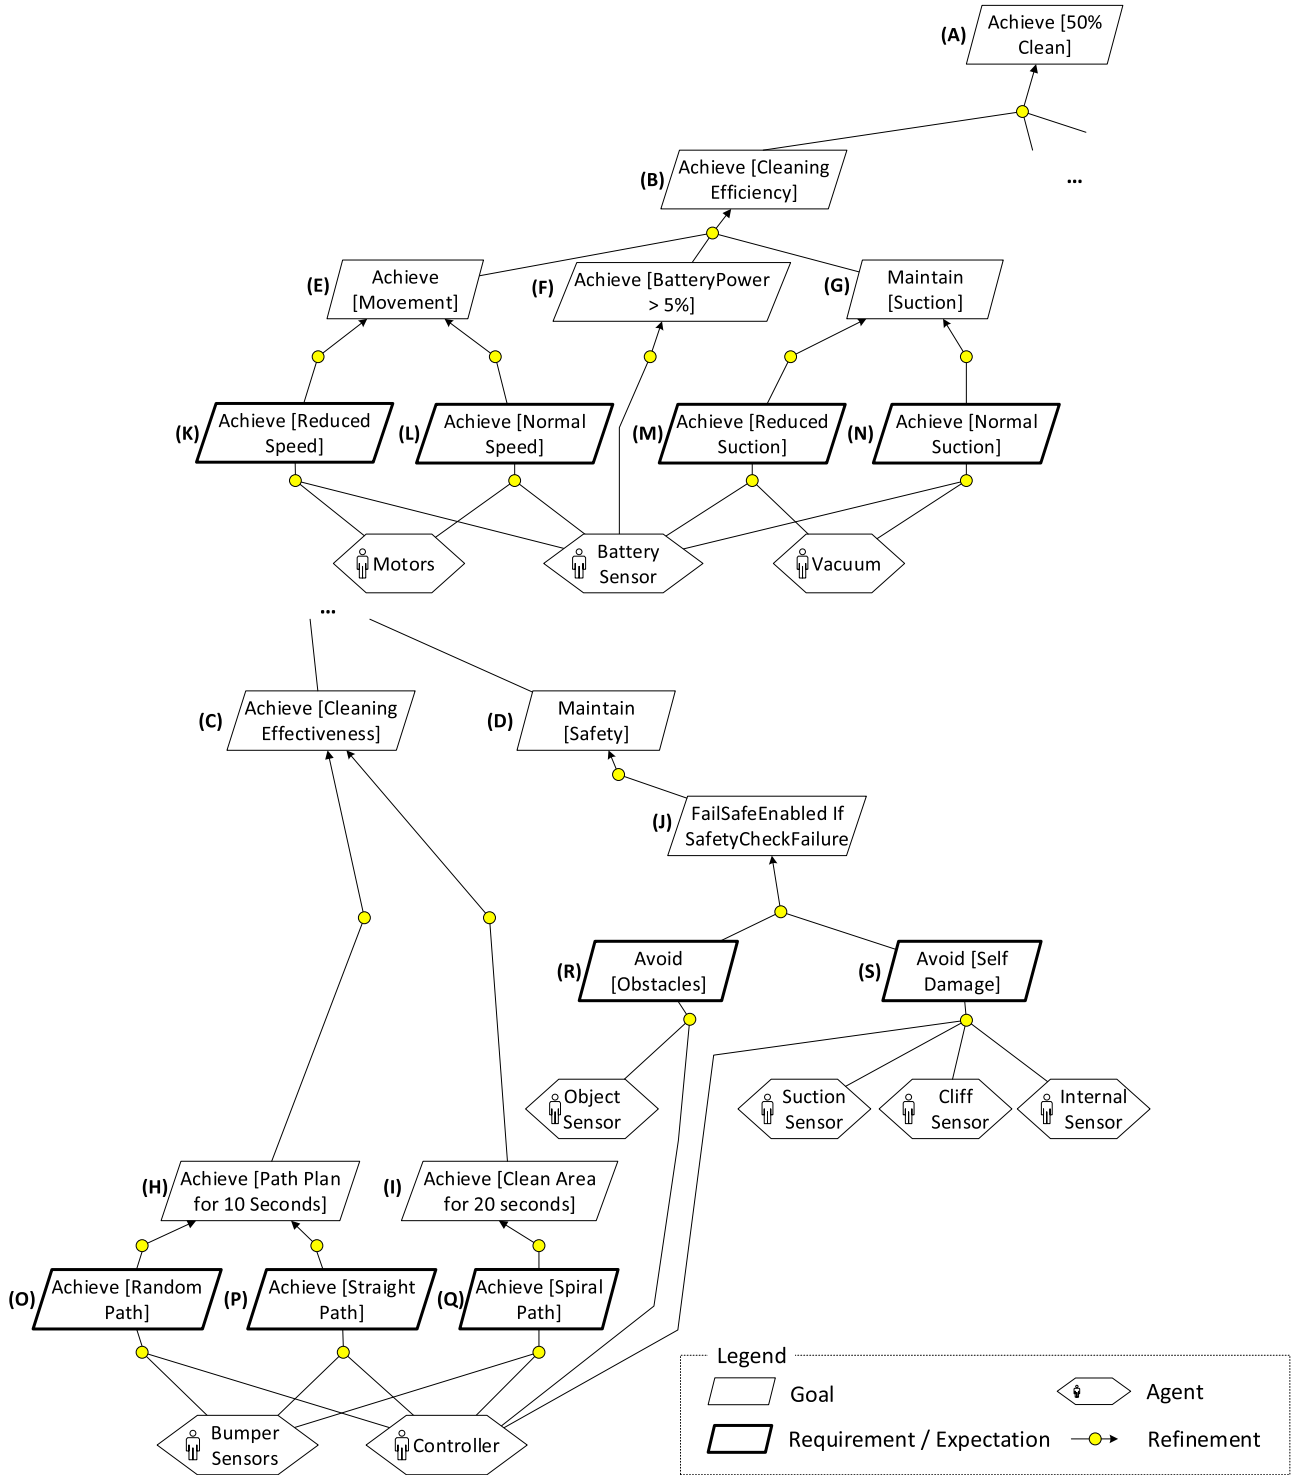 (A)
Achieve [50%
Clean]
(B)
Achieve [Cleaning
Efficiency]
...
(E)
Achieve
[Movement]
(F)
Achieve [BatteryPower
> 5%]
(G)
Maintain
[Suction]
(K)
Achieve [Reduced
Speed]
(L)
Achieve [Normal
Speed]
(M)
Achieve [Reduced
Suction]
(N)
Achieve [Normal
Suction]
Motors
Battery
Sensor
Vacuum
...
(C)
Achieve [Cleaning
Effectiveness]
(D)
Maintain
[Safety]
(J)
FailSafeEnabled If
SafetyCheckFailure
(R)
Avoid
[Obstacles]
(S)
Avoid [Self
Damage]
Object
Sensor
Suction
Sensor
Cliff
Sensor
Internal
Sensor
(H)
Achieve [Path Plan
for 10 Seconds]
(I)
Achieve [Clean Area
for 20 seconds]
(O)
Achieve [Random
Path]
(P)
Achieve [Straight
Path]
(Q)
Achieve [Spiral
Path]
Bumper
Sensors
Controller
Legend
Goal
Agent
Requirement / Expectation
Refinement